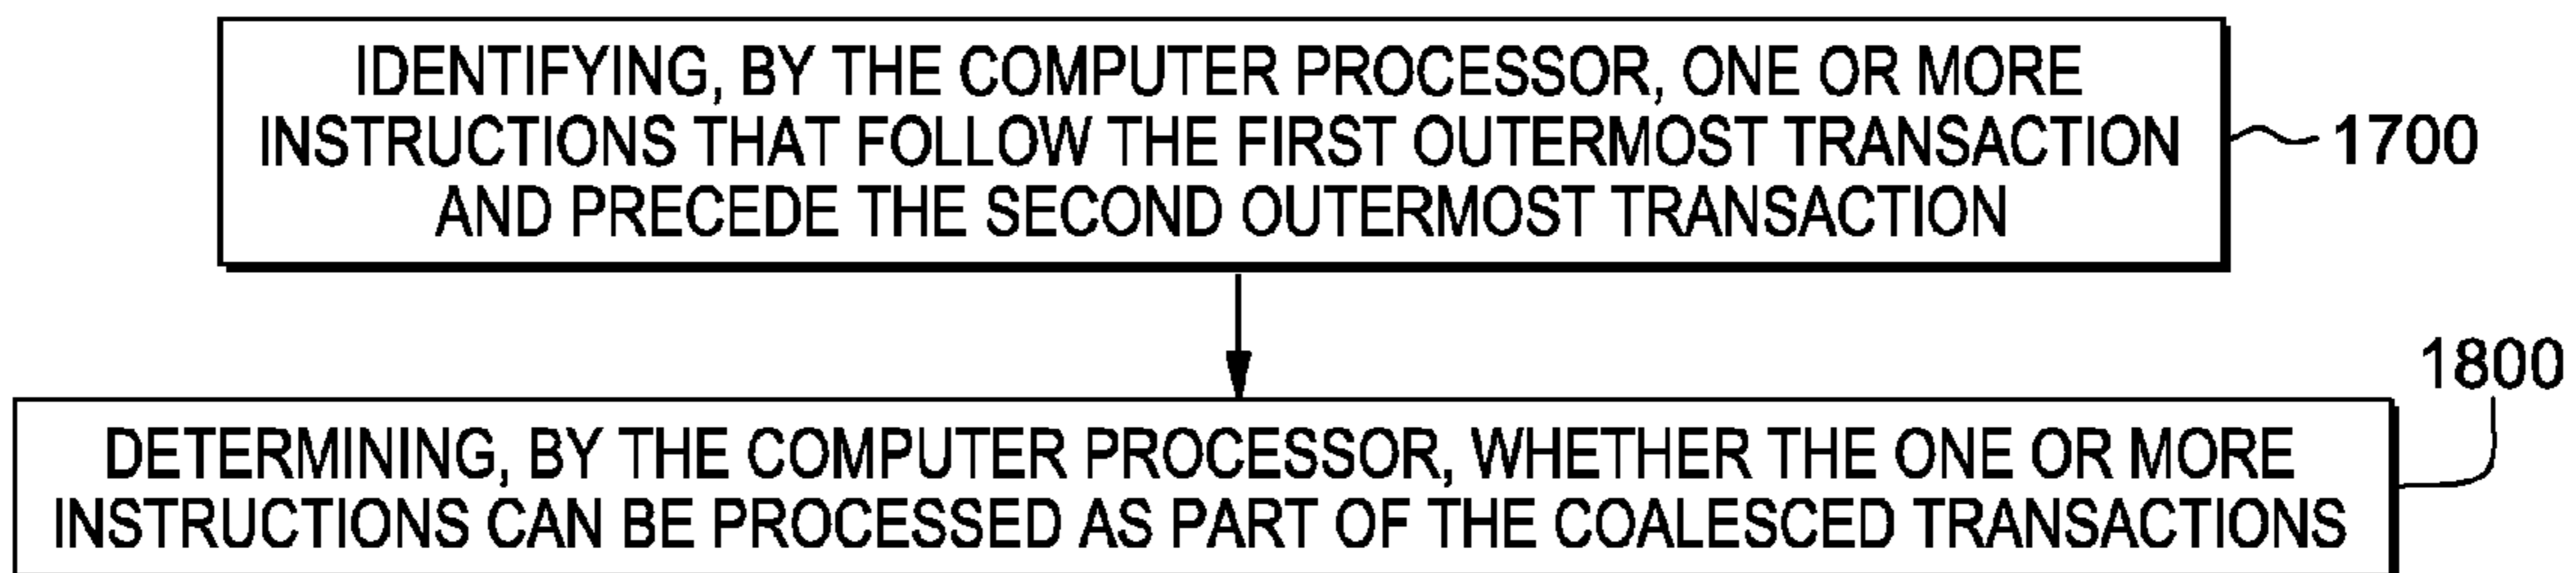 IDENTIFYING, BY THE COMPUTER PROCESSOR, ONE OR MORE
INSTRUCTIONS THAT FOLLOW THE FIRST OUTERMOST TRANSACTION
AND PRECEDE THE SECOND OUTERMOST TRANSACTION
1700
1800
DETERMINING, BY THE COMPUTER PROCESSOR, WHETHER THE ONE OR MORE
INSTRUCTIONS CAN BE PROCESSED AS PART OF THE COALESCED TRANSACTIONS